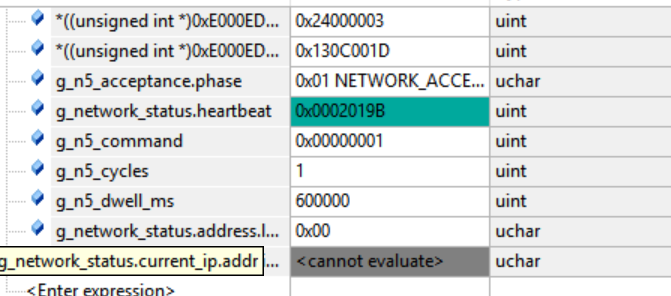 *((unsigned int *)0xE000ED... 0x24000003 uint
*((unsigned int *)0xE000ED... 0x130C001D uint
g_n5_acceptance.phase 0x01 NETWORK_ACCE... uchar
g_network_status.heartbeat 0x0002019B uint
g_n5_command 0x00000001 uint
g_n5_cycles 1 uint
g_n5_dwell_ms 600000 uint
g_network_status.address.l... 0x00 uchar
g_network_status.current_ip.addr ... <cannot evaluate> uchar
<Enter expression>